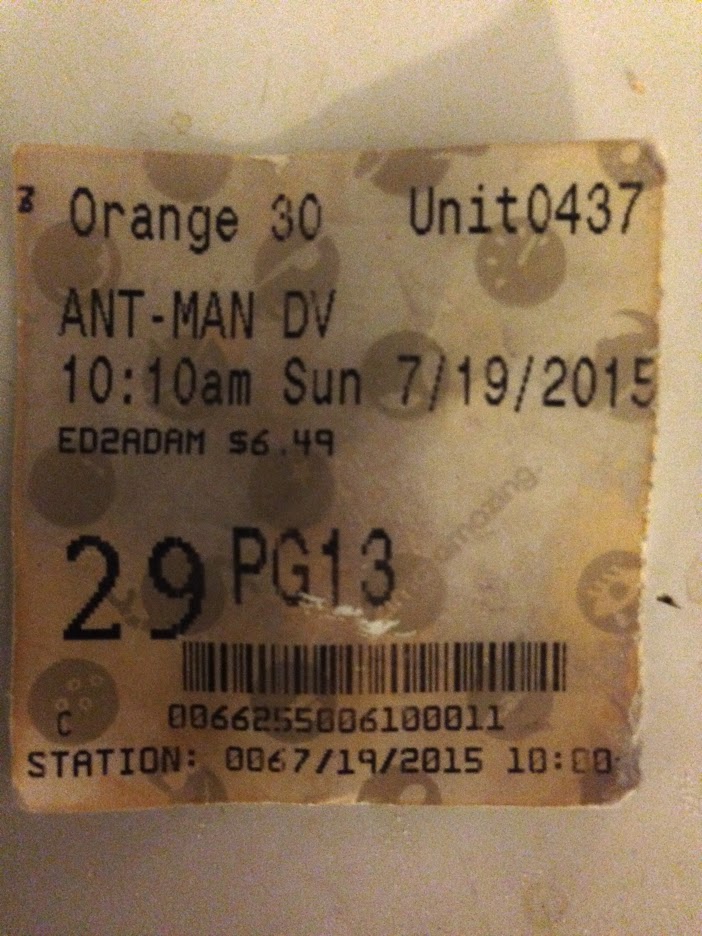 Orange 30 Unit0437
ANT-MAN DV
10:10am Sun 7/19/2015
ED2ADAM $6.49
amazing.
29 PG13
0066255006100011
C
STATION: 0067/19/2015 10:00